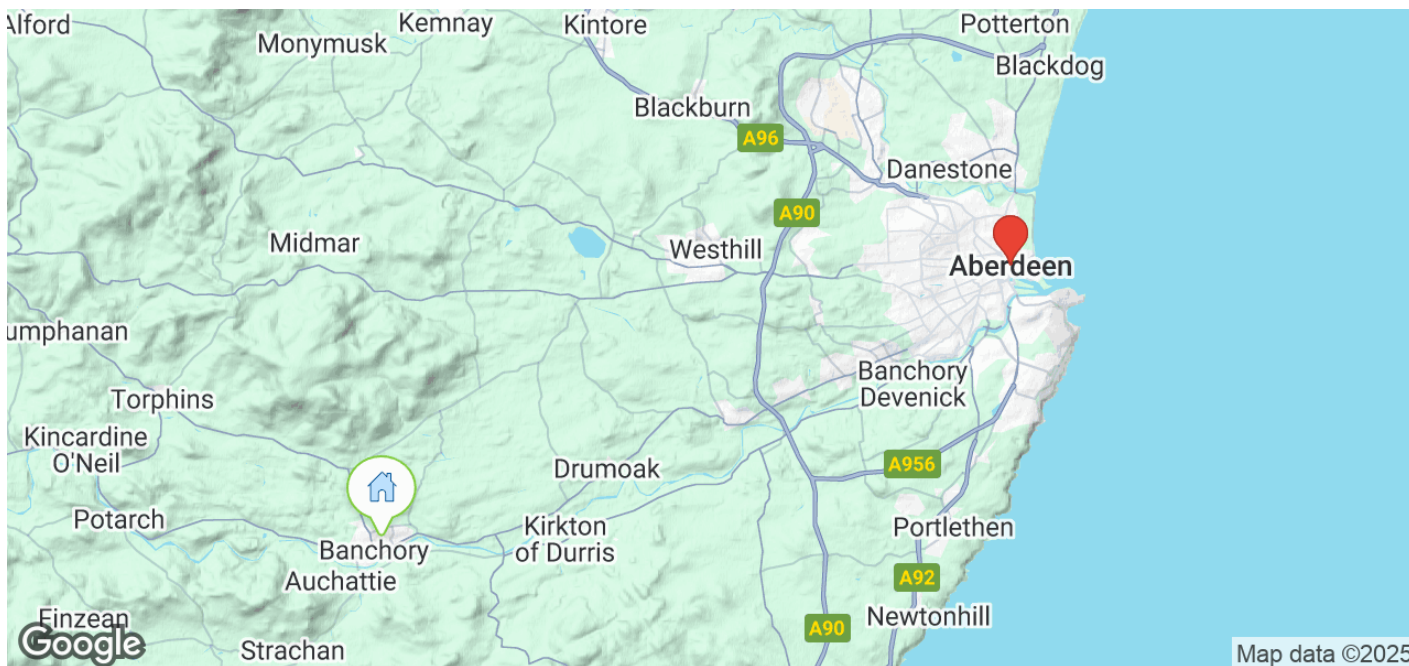 Alford
Kemnay
Kintore
Potterton
Monymusk
Blackdog
Blackburn
A96
Danestone
A90
Midmar
Westhill
Aberdeen
umphanan
Banchory
Devenick
Torphins
Kincardine
O'Neil
Drumoak
A956
Potarch
Kirkton
of Durris
Portlethen
Banchory
Auchattie
A92
Finzean
Newtonhill
A90
Strachan
Google
Map data ©2025